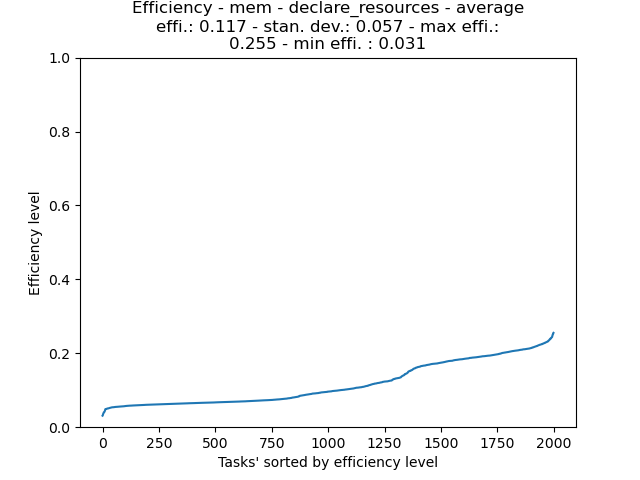 Efficiency - mem - declare_resources - average
effi.: 0.117 - stan. dev.: 0.057 - max effi.:
0.255 - min effi. : 0.031
1.0
0.8
0.6
0.4
0.2
0.0
Efficiency level
0 250 500 750 1000 1250 1500 1750 2000
Tasks' sorted by efficiency level